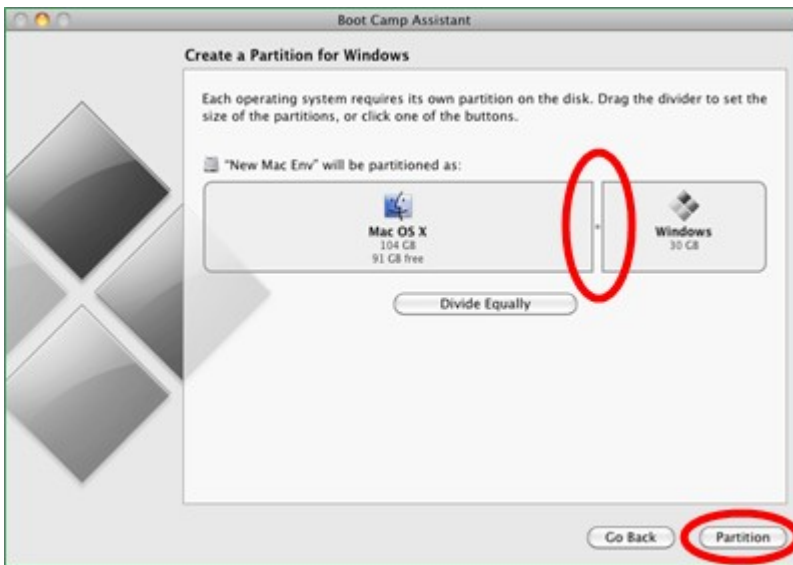 Boot Camp Assistant
Create a Partition for Windows
Each operating system requires its own partition on the disk. Drag the divider to set the
size of the partitions, or click one of the buttons.
"New Mac Env" will be partitioned as:
Mac OS X
104 GB
91 GB free
Windows
30 GB
Divide Equally
Go Back
Partition